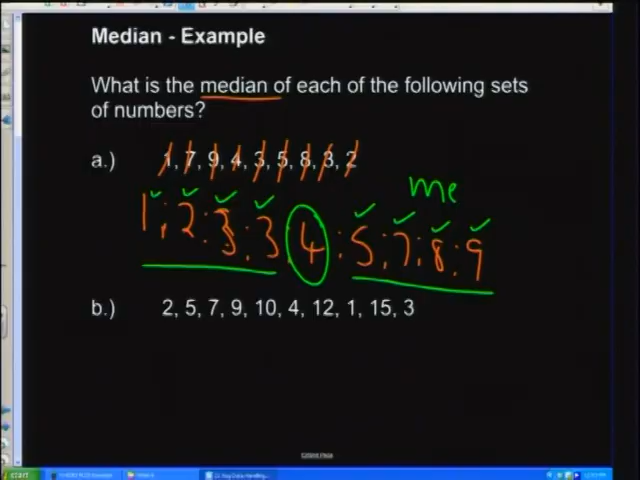 Median - Example
What is the median of each of the following sets
of numbers?
a.) 1, 7, 9, 4, 3, 5, 8, 3, 2
me
1 ; 2 ; 3 ; 3 ; 4 ; 5 ; 7 ; 8 ; 9
b.) 2, 5, 7, 9, 10, 4, 12, 1, 15, 3
start